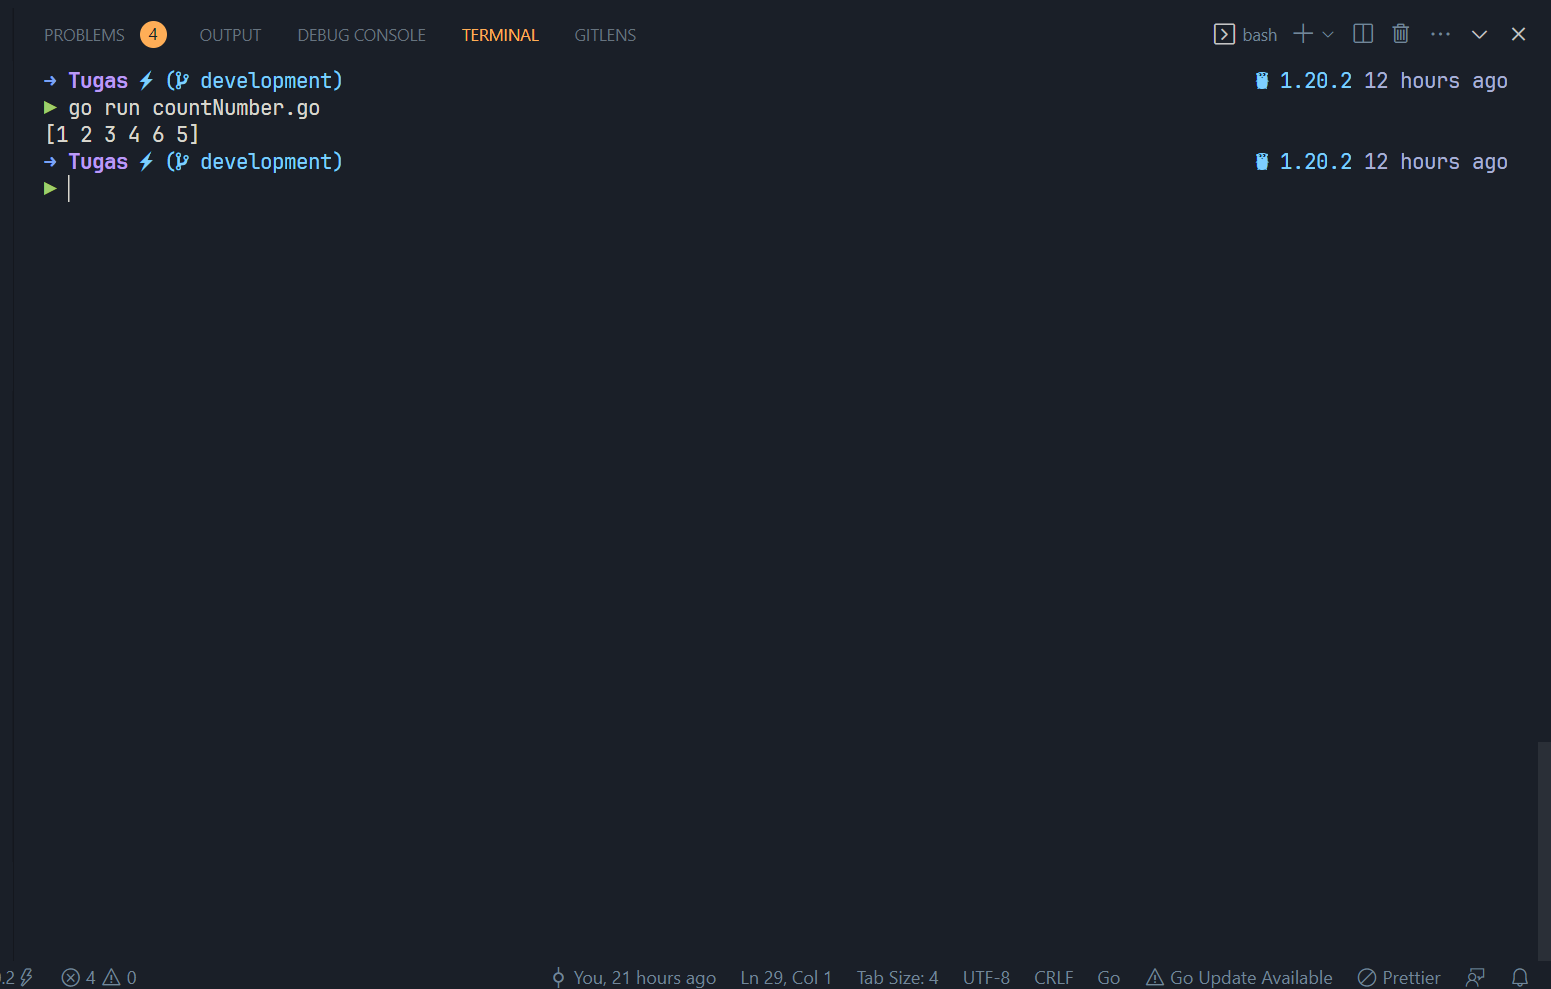 PROBLEMS 4 OUTPUT DEBUG CONSOLE TERMINAL GITLENS bash
Tugas (development) 1.20.2 12 hours ago
go run countNumber.go
[1 2 3 4 6 5]
Tugas (development) 1.20.2 12 hours ago
.2 4 0 You, 21 hours ago Ln 29, Col 1 Tab Size: 4 UTF-8 CRLF Go Go Update Available Prettier